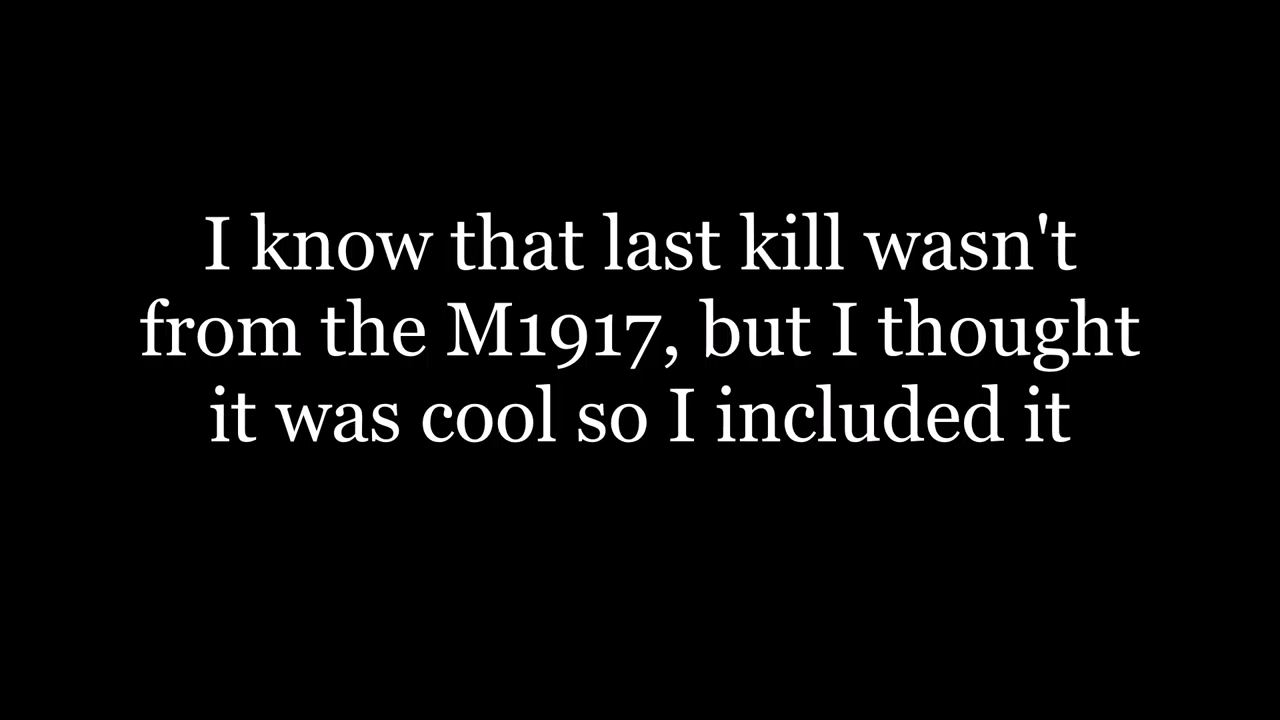 I know that last kill wasn't
from the M1917, but I thought
it was cool so I included it